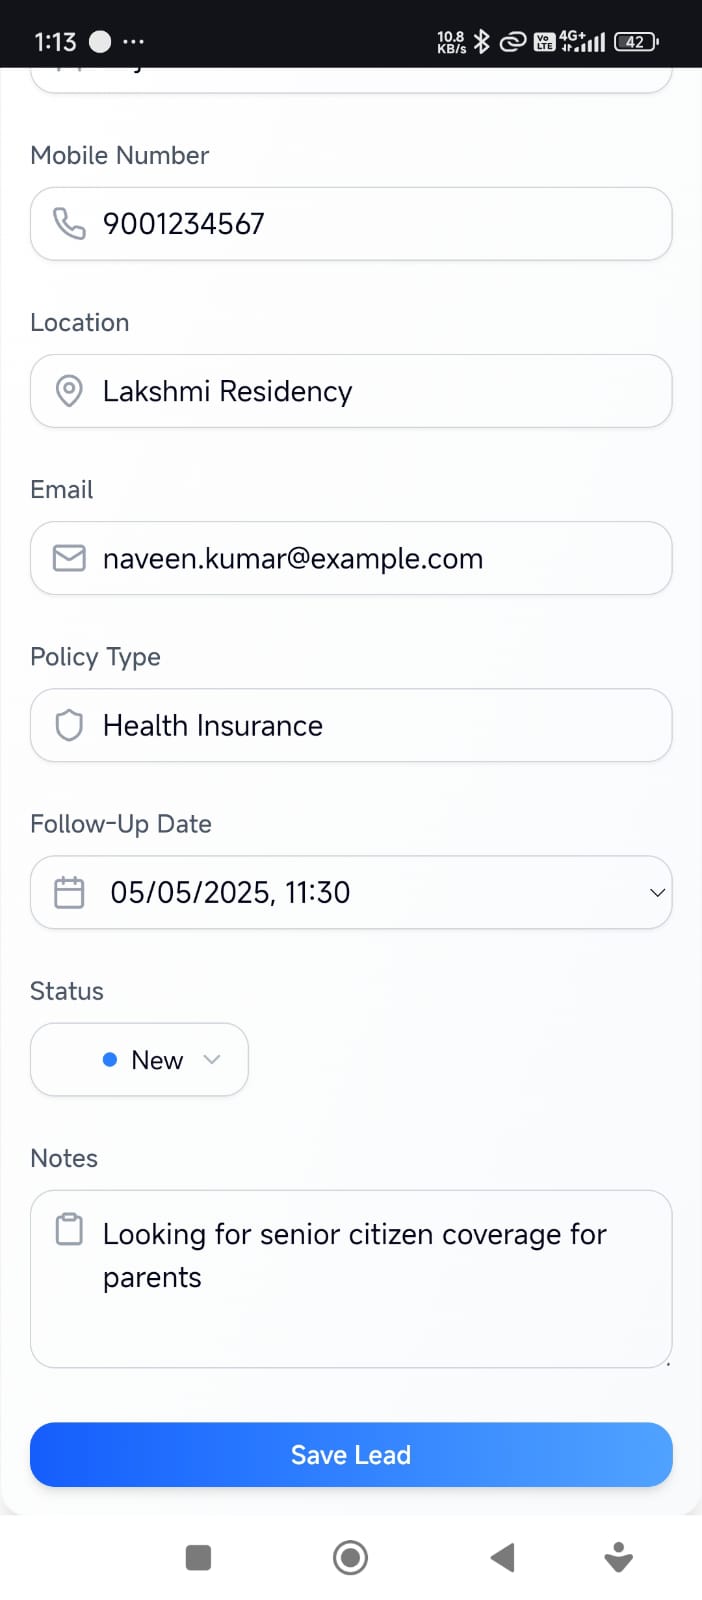 1:13 ...
10.8
KB/s
Vo
LTE
4G+
42
Mobile Number
9001234567
Location
Lakshmi Residency
Email
naveen.kumar@example.com
Policy Type
Health Insurance
Follow-Up Date
05/05/2025, 11:30
Status
New
Notes
Looking for senior citizen coverage for
parents
Save Lead